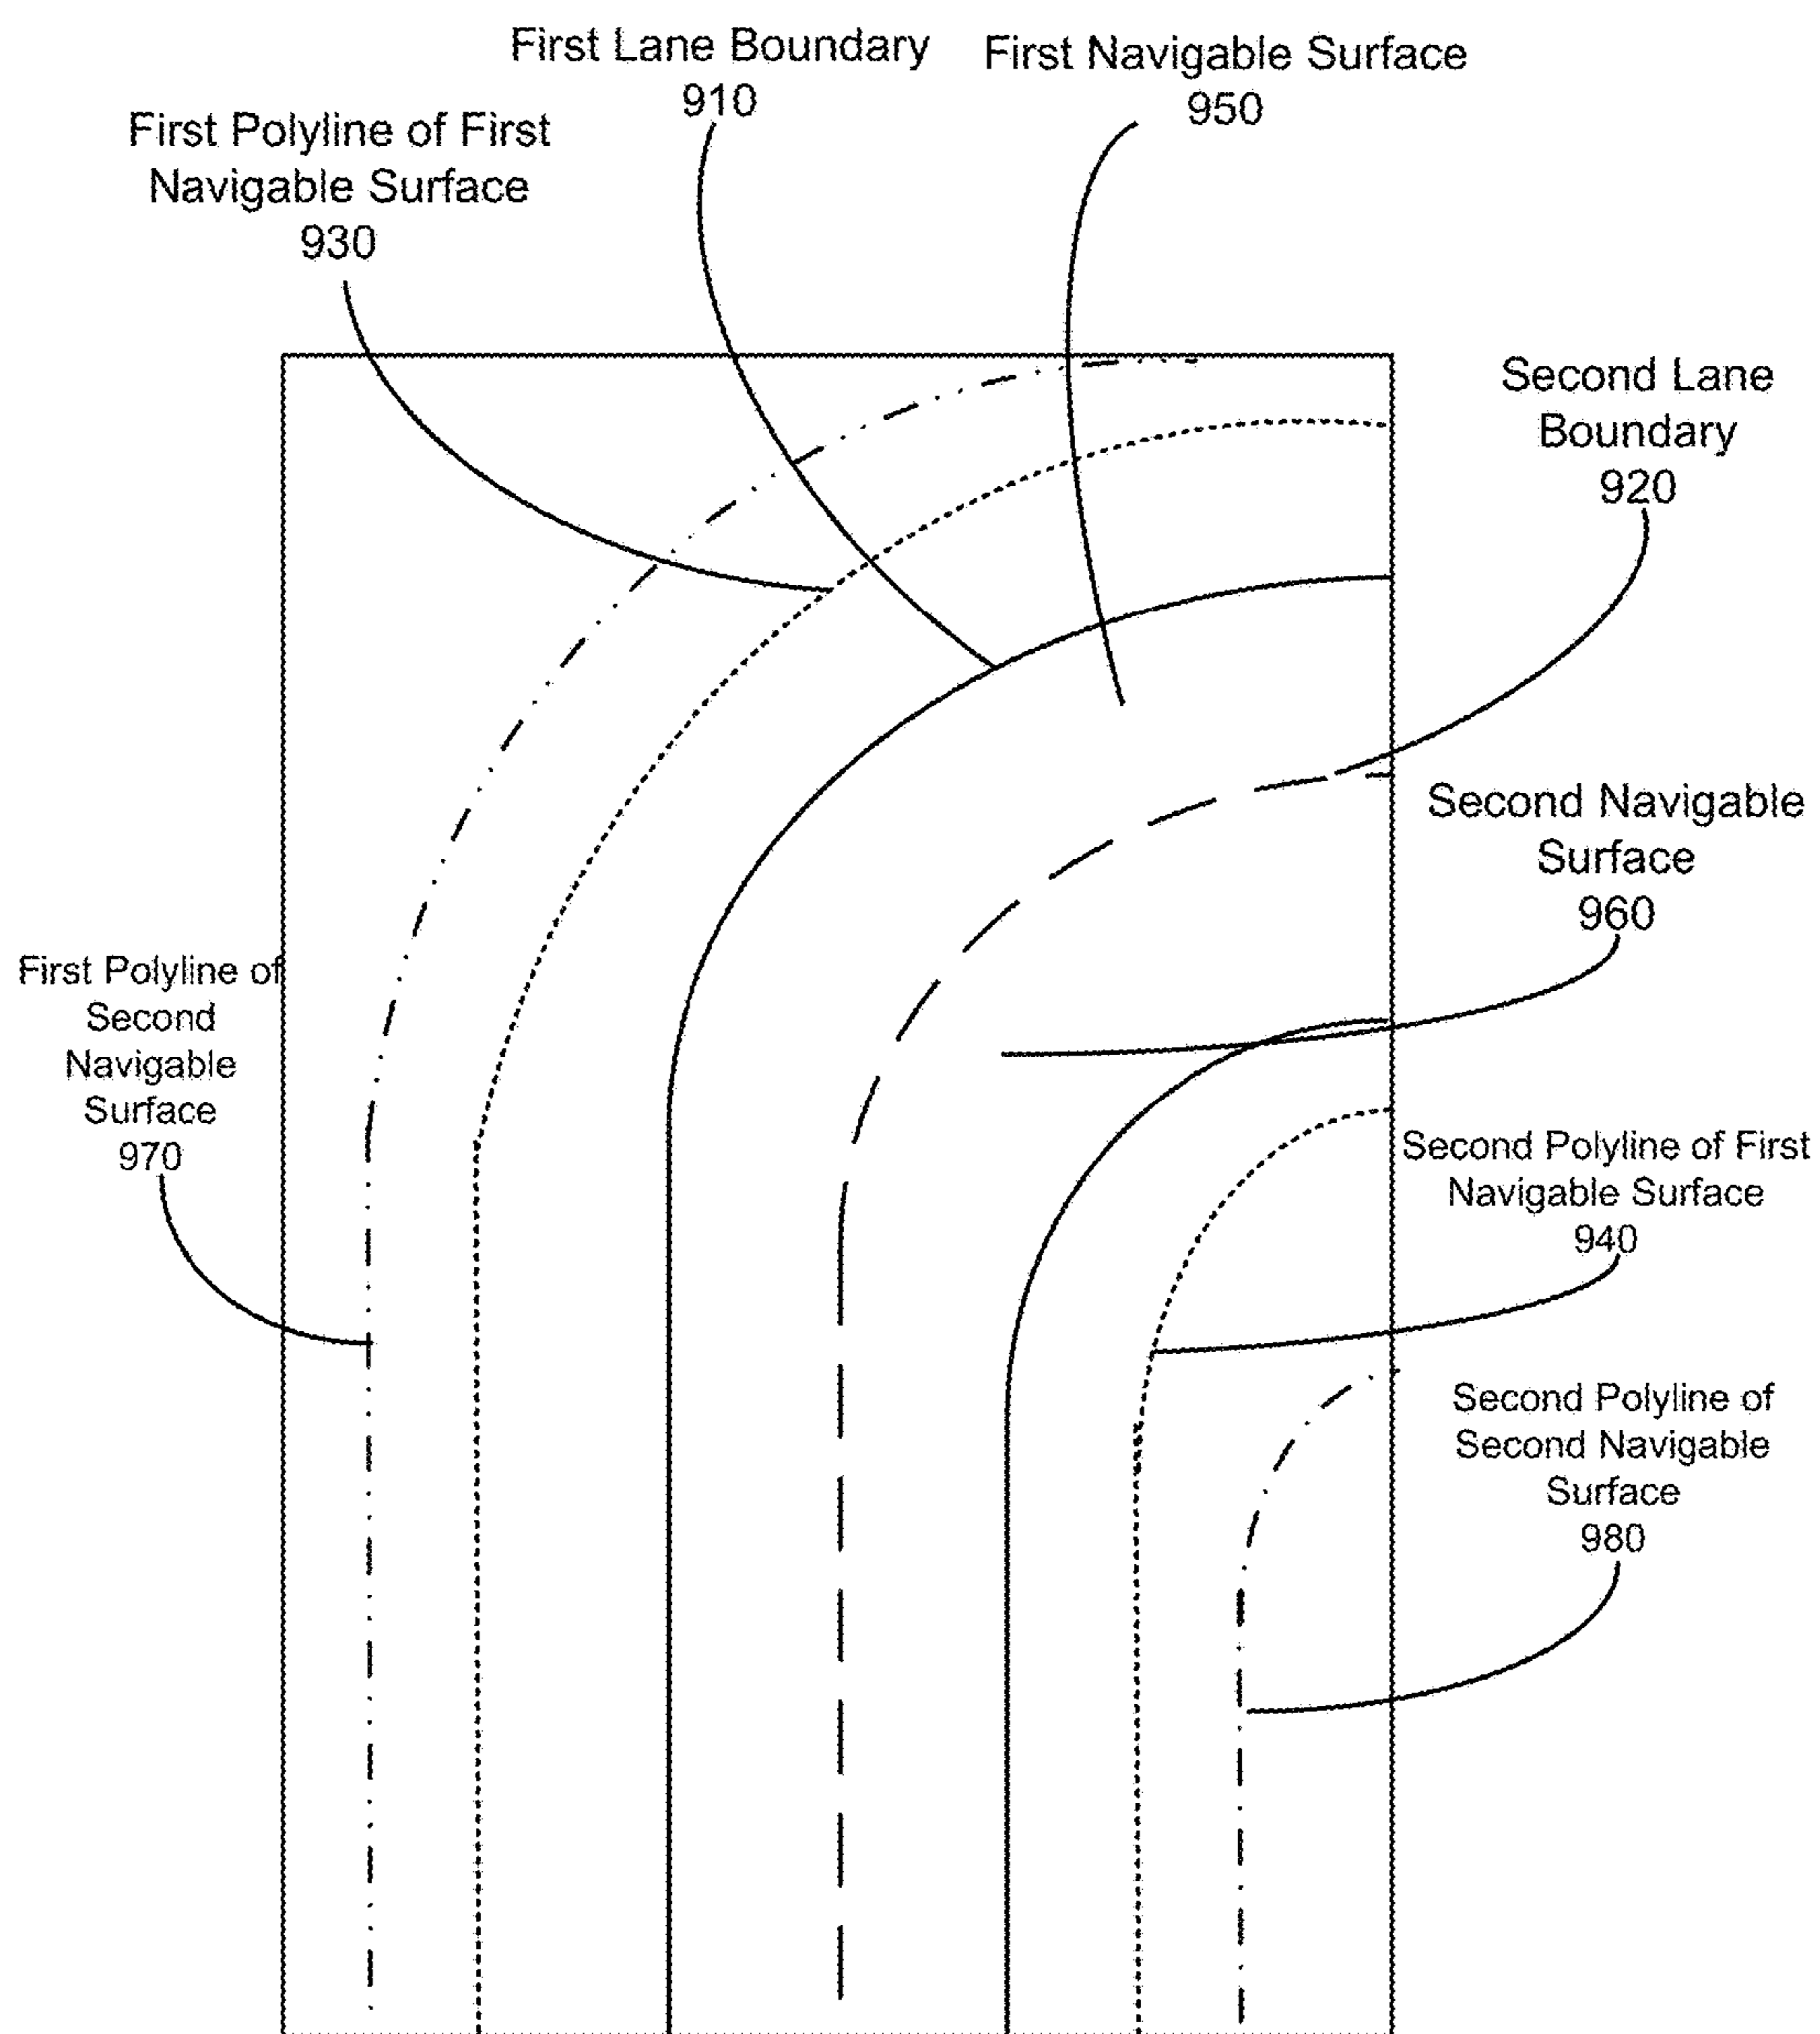 First Lane Boundary
910
First Navigable Surface
950
First Polyline of First
Navigable Surface
930
Second Lane
Boundary
920
Second Navigable
Surface
960
First Polyline of
Second
Navigable
Surface
970
Second Polyline of First
Navigable Surface
940
Second Polyline of
Second Navigable
Surface
980